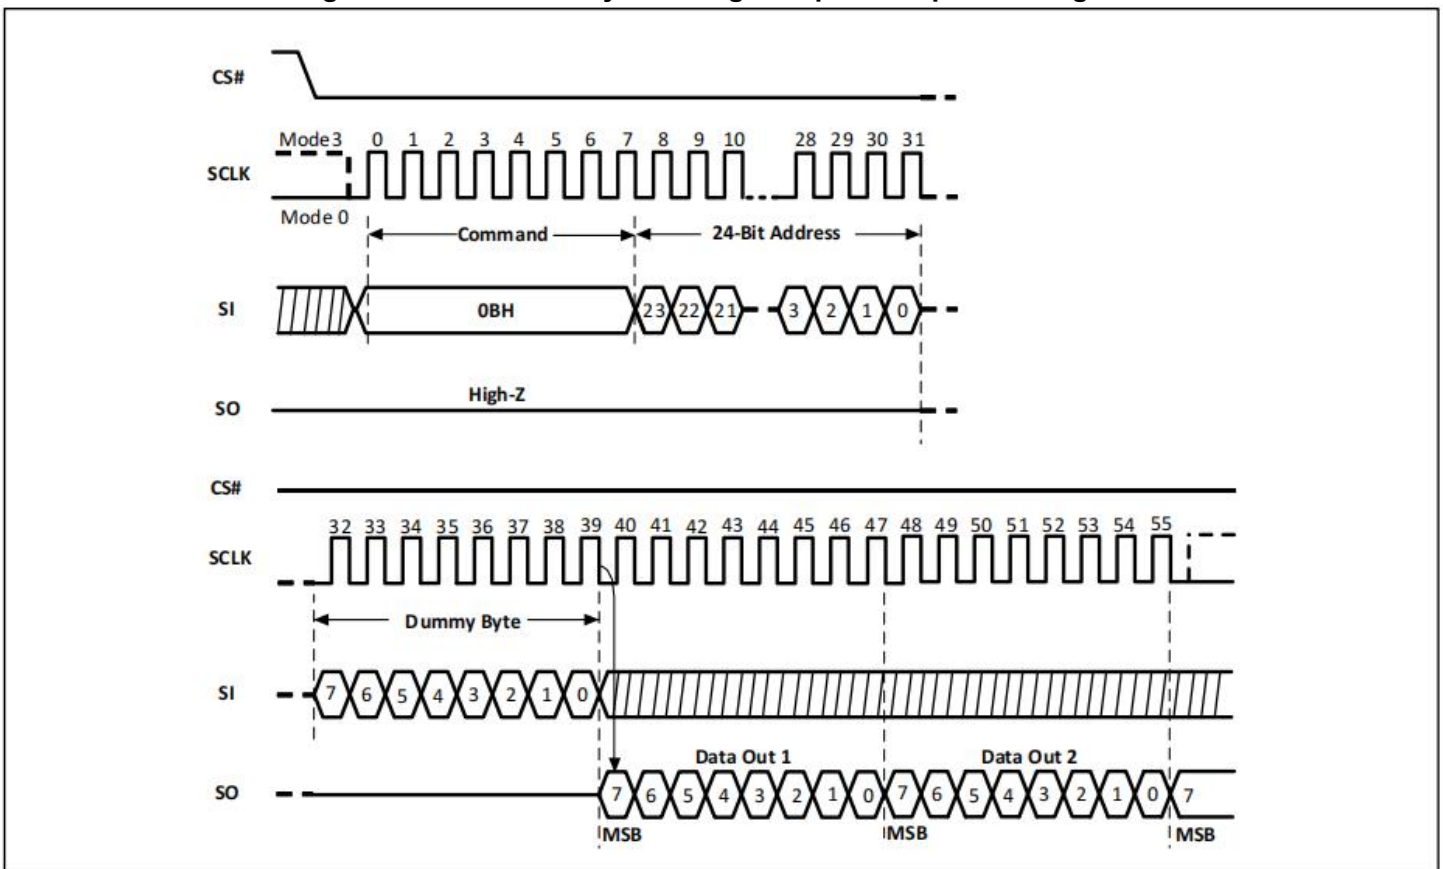 CS#
Mode3 0 1 2 3 4 5 6 7 8 9 10 28 29 30 31
SCLK
Mode 0
Command 24-Bit Address
SI 0BH 23 22 21 3 2 1 0
High-Z
SO
CS#
32 33 34 35 36 37 38 39 40 41 42 43 44 45 46 47 48 49 50 51 52 53 54 55
SCLK
Dummy Byte
SI 7 6 5 4 3 2 1 0
Data Out 1 Data Out 2
SO 7 6 5 4 3 2 1 0 7 6 5 4 3 2 1 0 7
MSB MSB MSB